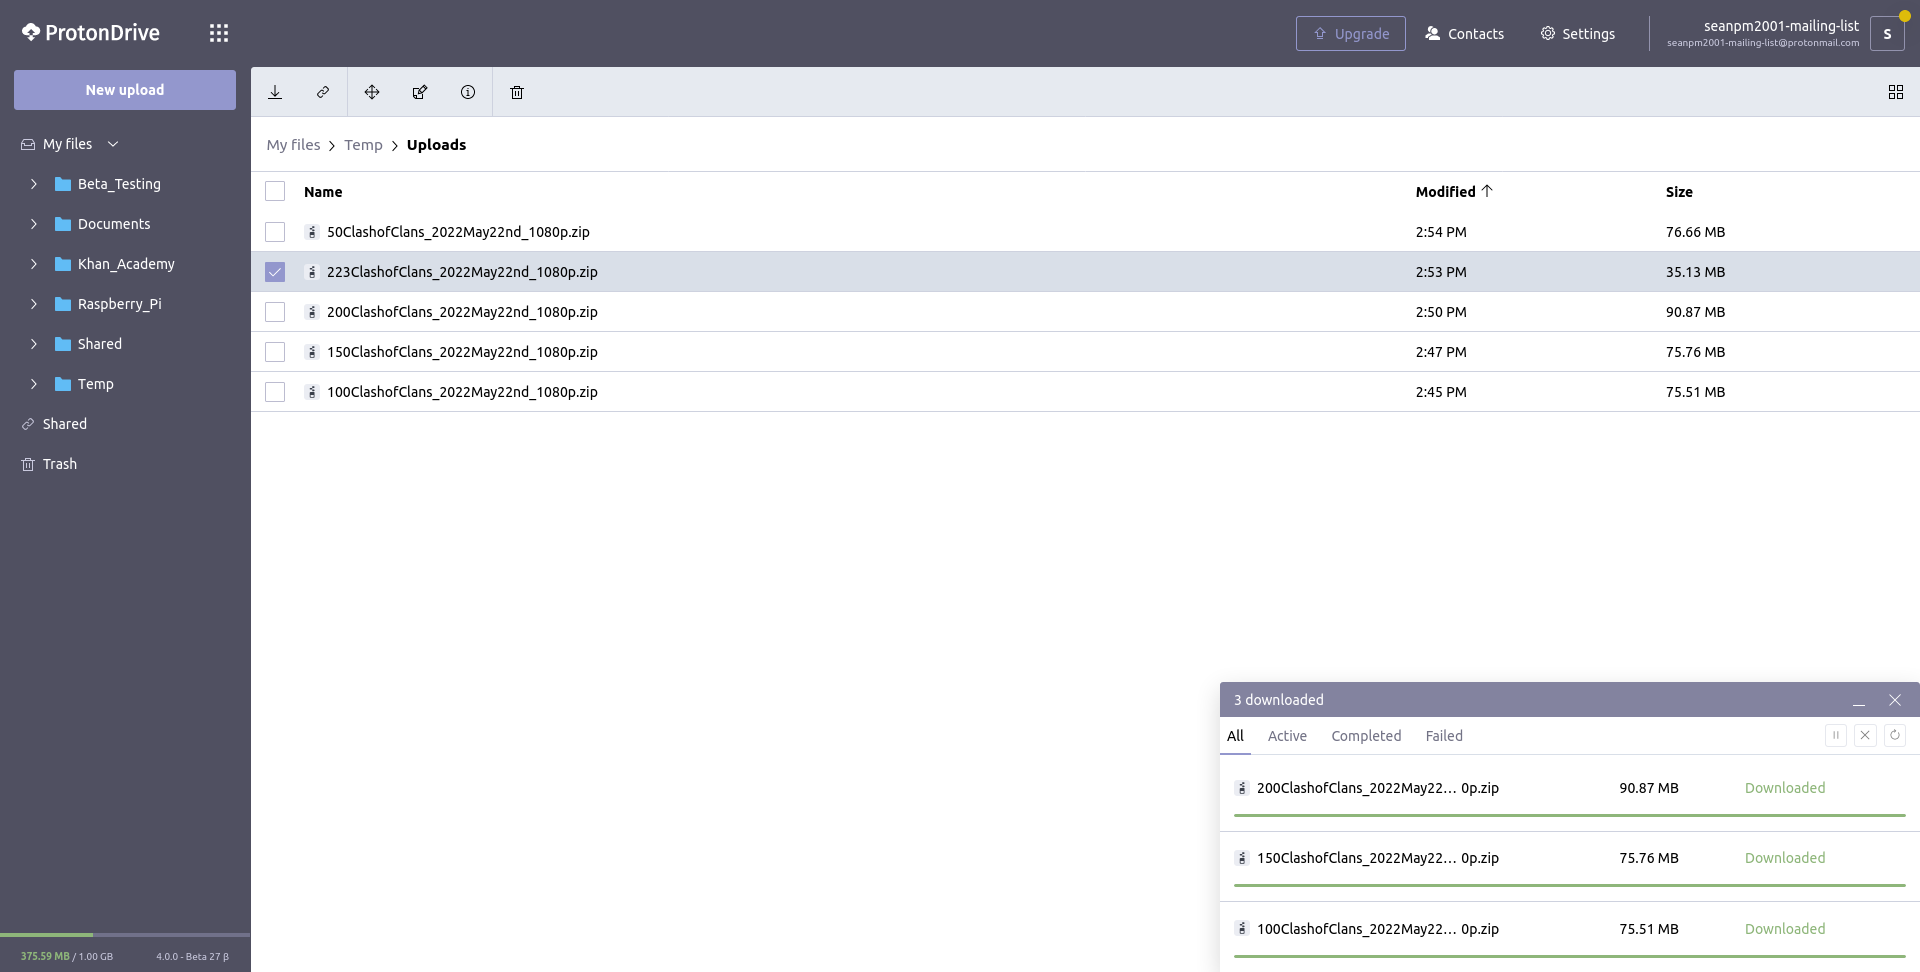 ProtonDrive
Upgrade
Contacts
Settings
seanpm2001-mailing-list
seanpm2001-mailing-list@protonmail.com
S
New upload
My files
Beta_Testing
Documents
Khan_Academy
Raspberry_Pi
Shared
Temp
Shared
Trash
375.59 MB / 1.00 GB
4.0.0 - Beta 27 β
My files > Temp > Uploads
Name Modified Size
50ClashofClans_2022May22nd_1080p.zip 2:54 PM 76.66 MB
223ClashofClans_2022May22nd_1080p.zip 2:53 PM 35.13 MB
200ClashofClans_2022May22nd_1080p.zip 2:50 PM 90.87 MB
150ClashofClans_2022May22nd_1080p.zip 2:47 PM 75.76 MB
100ClashofClans_2022May22nd_1080p.zip 2:45 PM 75.51 MB
3 downloaded
All Active Completed Failed
200ClashofClans_2022May22… 0p.zip 90.87 MB Downloaded
150ClashofClans_2022May22… 0p.zip 75.76 MB Downloaded
100ClashofClans_2022May22… 0p.zip 75.51 MB Downloaded